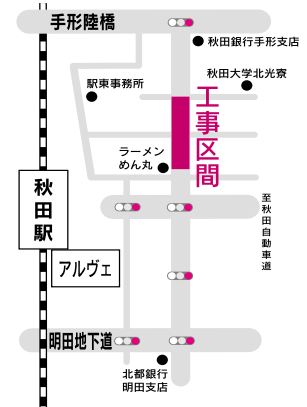 手形陸橋
秋田銀行手形支店
秋田大学北光寮
駅東事務所
工事区間
ラーメン
めん丸
秋田駅
至秋田自動車道
アルヴェ
明田地下道
北都銀行
明田支店